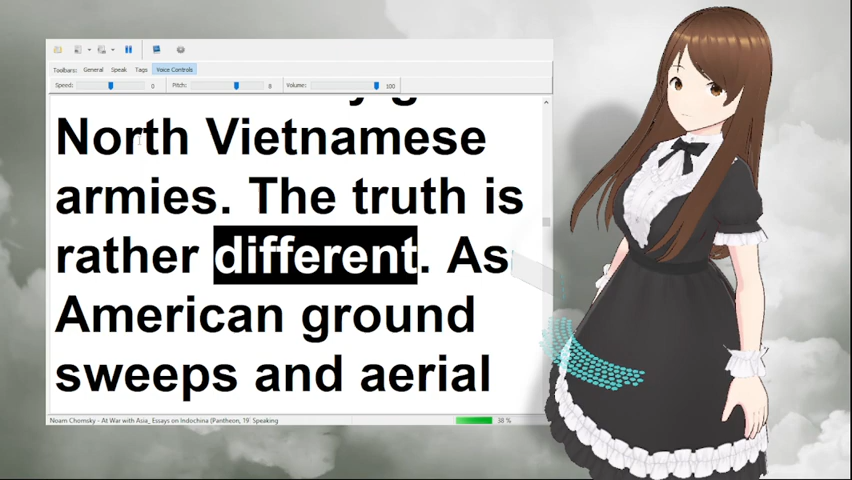 Toolbars: General Speak Tags Voice Controls
Speed: 0 Pitch: 8 Volume: 100
North Vietnamese
armies. The truth is
rather different. As
American ground
sweeps and aerial
Noam Chomsky - At War with Asia_ Essays on Indochina (Pantheon, 19 Speaking 38 %